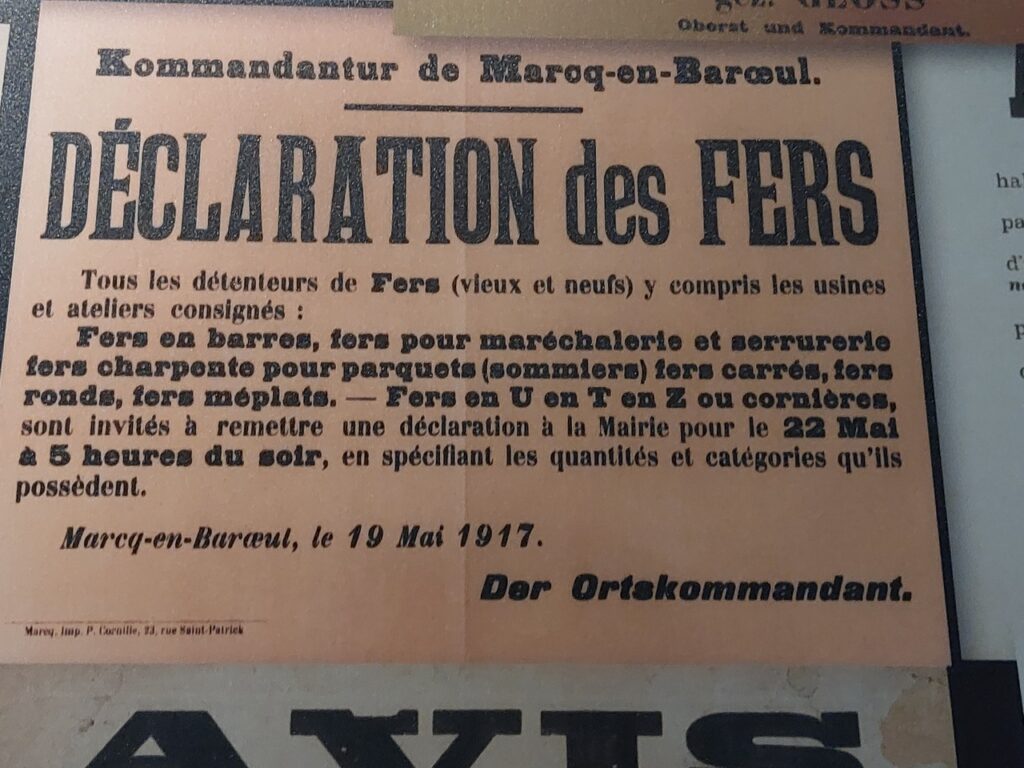 gez. GLOSS
Oberst und Kommandant.
Kommandantur de Marcq-en-Barœul.
DÉCLARATION des FERS
Tous les détenteurs de Fers (vieux et neufs) y compris les usines
et ateliers consignés :
Fers en barres, fers pour maréchalerie et serrurerie
fers charpente pour parquets (sommiers) fers carrés, fers
ronds, fers méplats. — Fers en U en T en Z ou cornières,
sont invités à remettre une déclaration à la Mairie pour le 22 Mai
à 5 heures du soir, en spécifiant les quantités et catégories qu'ils
possèdent.
Marcq-en-Barœul, le 19 Mai 1917.
Der Ortskommandant.
Marcq, Imp. P. Cornille, 23, rue Saint-Patrick
AVIS
ha
pa
d'